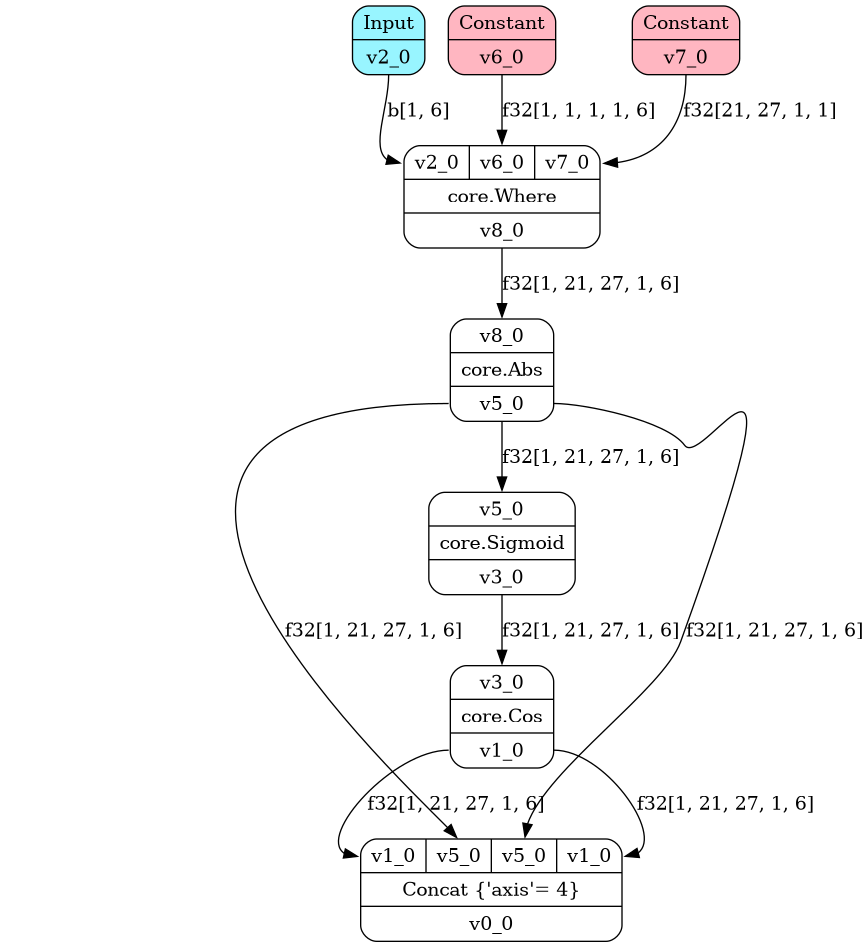 Input
v2_0
Constant
v6_0
Constant
v7_0
b[1, 6]
f32[1, 1, 1, 1, 6]
f32[21, 27, 1, 1]
v2_0 v6_0 v7_0
core.Where
v8_0
f32[1, 21, 27, 1, 6]
v8_0
core.Abs
v5_0
f32[1, 21, 27, 1, 6]
v5_0
core.Sigmoid
v3_0
f32[1, 21, 27, 1, 6]
f32[1, 21, 27, 1, 6]
f32[1, 21, 27, 1, 6]
v3_0
core.Cos
v1_0
f32[1, 21, 27, 1, 6]
f32[1, 21, 27, 1, 6]
v1_0 v5_0 v5_0 v1_0
Concat {'axis'= 4}
v0_0